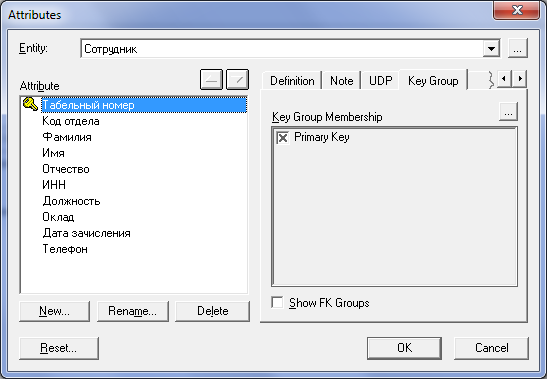 Attributes
Entity:
Сотрудник
...
Attribute
Табельный номер
Код отдела
Фамилия
Имя
Отчество
ИНН
Должность
Оклад
Дата зачисления
Телефон
New...
Rename...
Delete
Definition
Note
UDP
Key Group
...
Key Group Membership
Primary Key
Show FK Groups
Reset...
OK
Cancel